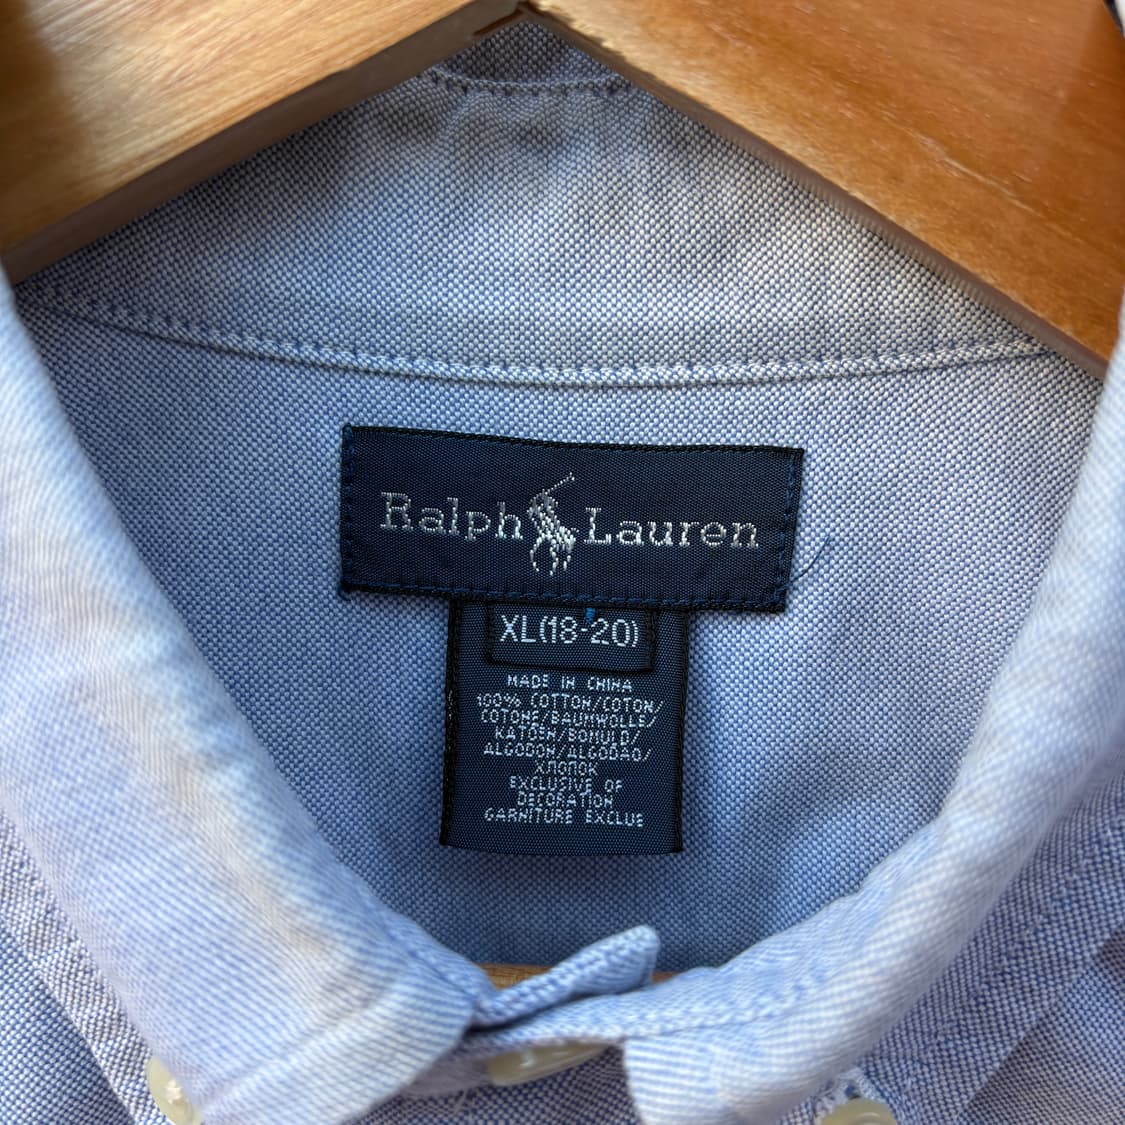 Ralph Lauren
XL(18-20)
MADE IN CHINA
100% COTTON/COTON/
COTONE/BAUMWOLLE/
KATOEN/BOMULD/
ALGODON/ALGODAO/
ХЛОПОК
EXCLUSIVE OF
DECORATION
GARNITURE EXCLUE